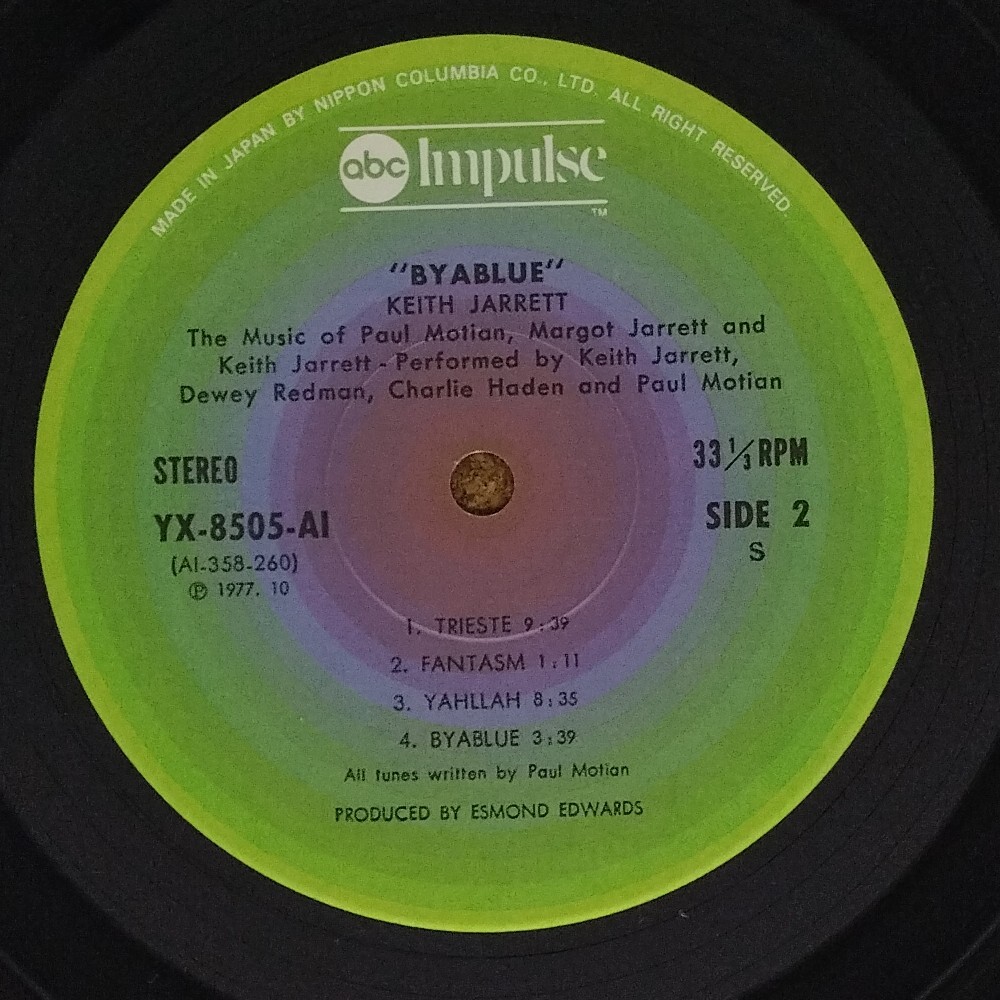 MADE IN JAPAN BY NIPPON COLUMBIA CO., LTD. ALL RIGHT RESERVED.
abc Impulse
TM
"BYABLUE"
KEITH JARRETT
The Music of Paul Motian, Margot Jarrett and
Keith Jarrett - Performed by Keith Jarrett,
Dewey Redman, Charlie Haden and Paul Motian
STEREO
33 1/3 RPM
YX-8505-AI
SIDE 2
(AI-358-260)
S
Ⓟ 1977. 10
1. TRIESTE 9:39
2. FANTASM 1:11
3. YAHLLAH 8:35
4. BYABLUE 3:39
All tunes written by Paul Motian
PRODUCED BY ESMOND EDWARDS